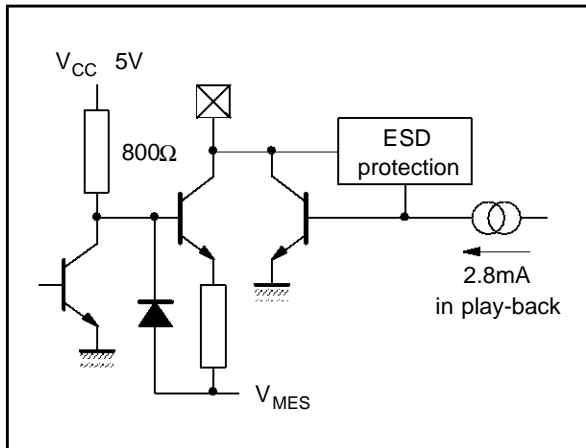 V_CC 5V
800Ω
ESD
protection
2.8mA
in play-back
V_MES